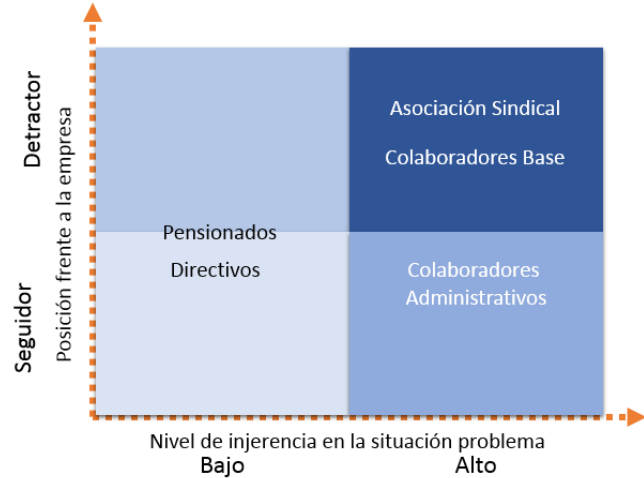 Detractor
Seguidor
Posición frente a la empresa
Asociación Sindical
Colaboradores Base
Pensionados
Directivos
Colaboradores
Administrativos
Nivel de injerencia en la situación problema
Bajo
Alto